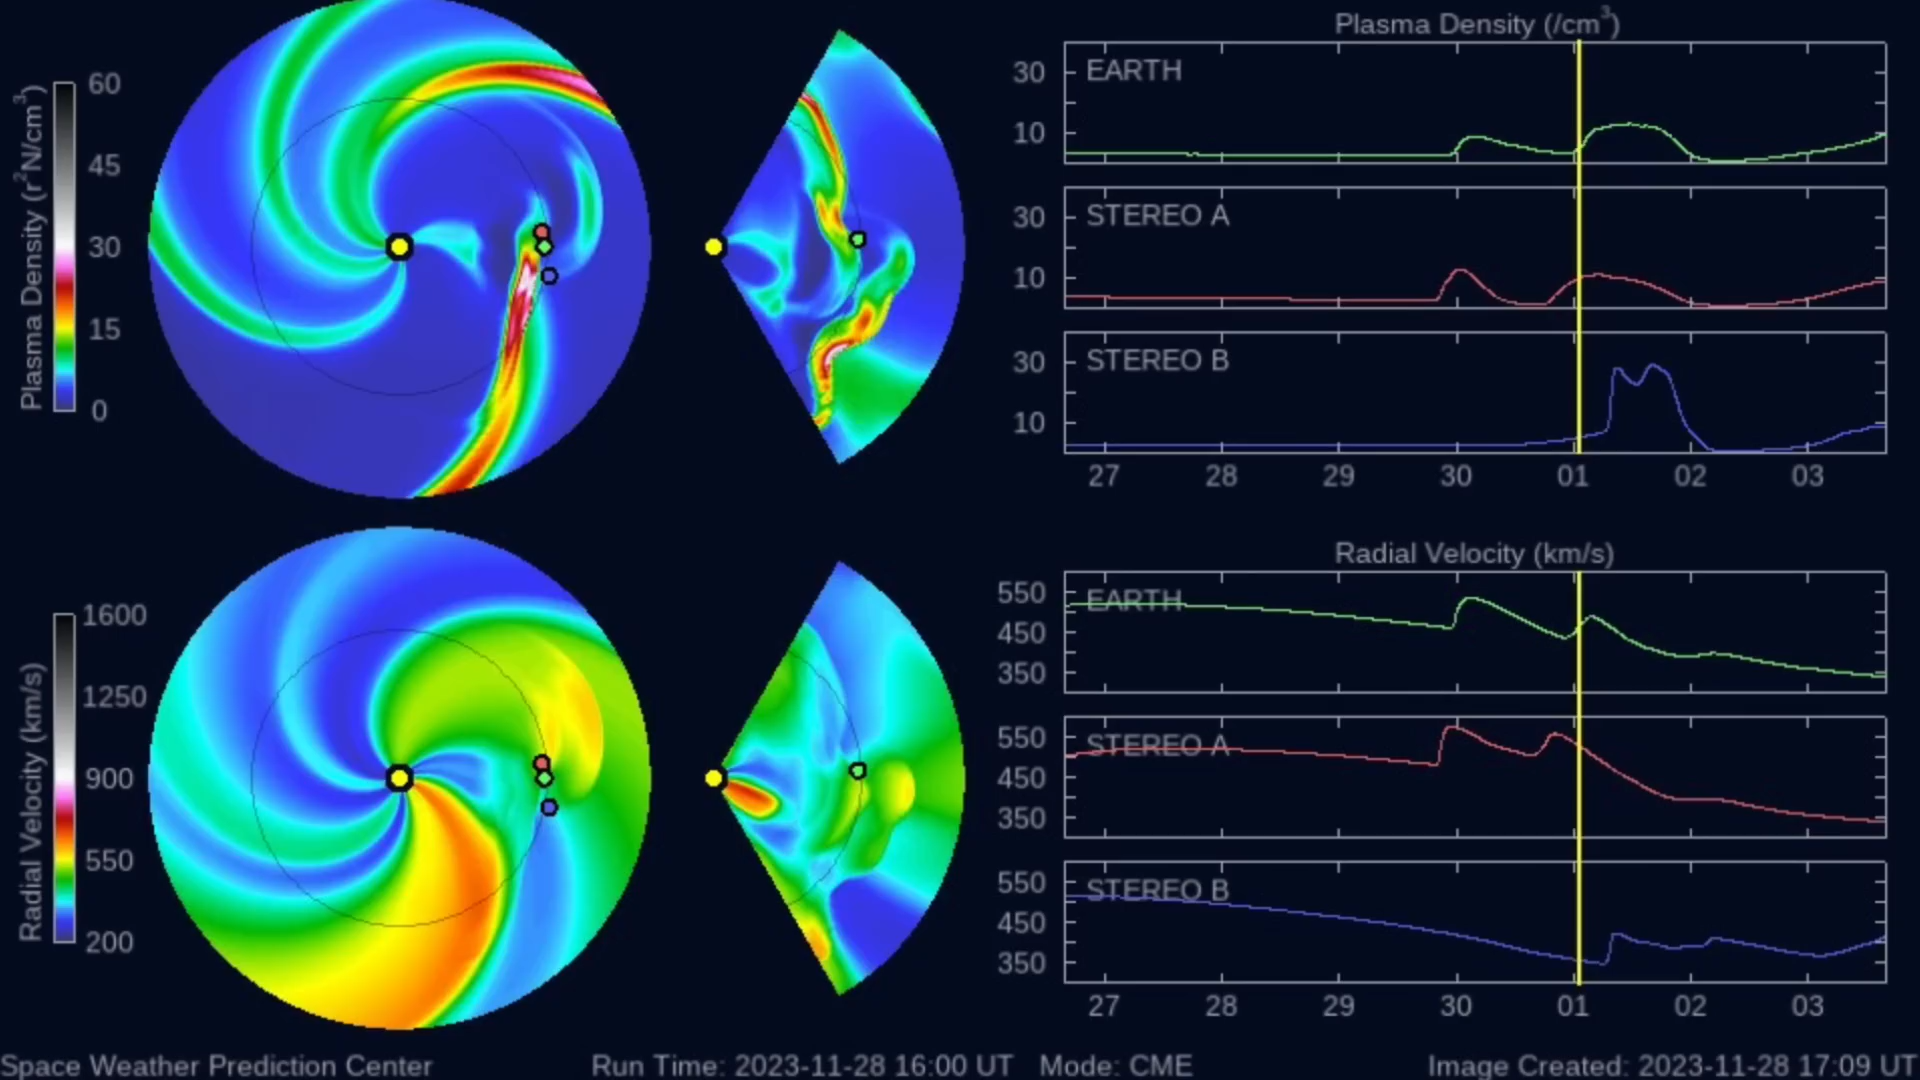 Plasma Density (r²N/cm³)
60
45
30
15
0
Plasma Density (/cm³)
30
10
EARTH
30
10
STEREO A
30
10
STEREO B
27 28 29 30 01 02 03
Radial Velocity (km/s)
1600
1250
900
550
200
Radial Velocity (km/s)
550
450
350
EARTH
550
450
350
STEREO A
550
450
350
STEREO B
27 28 29 30 01 02 03
Space Weather Prediction Center Run Time: 2023-11-28 16:00 UT Mode: CME Image Created: 2023-11-28 17:09 UT